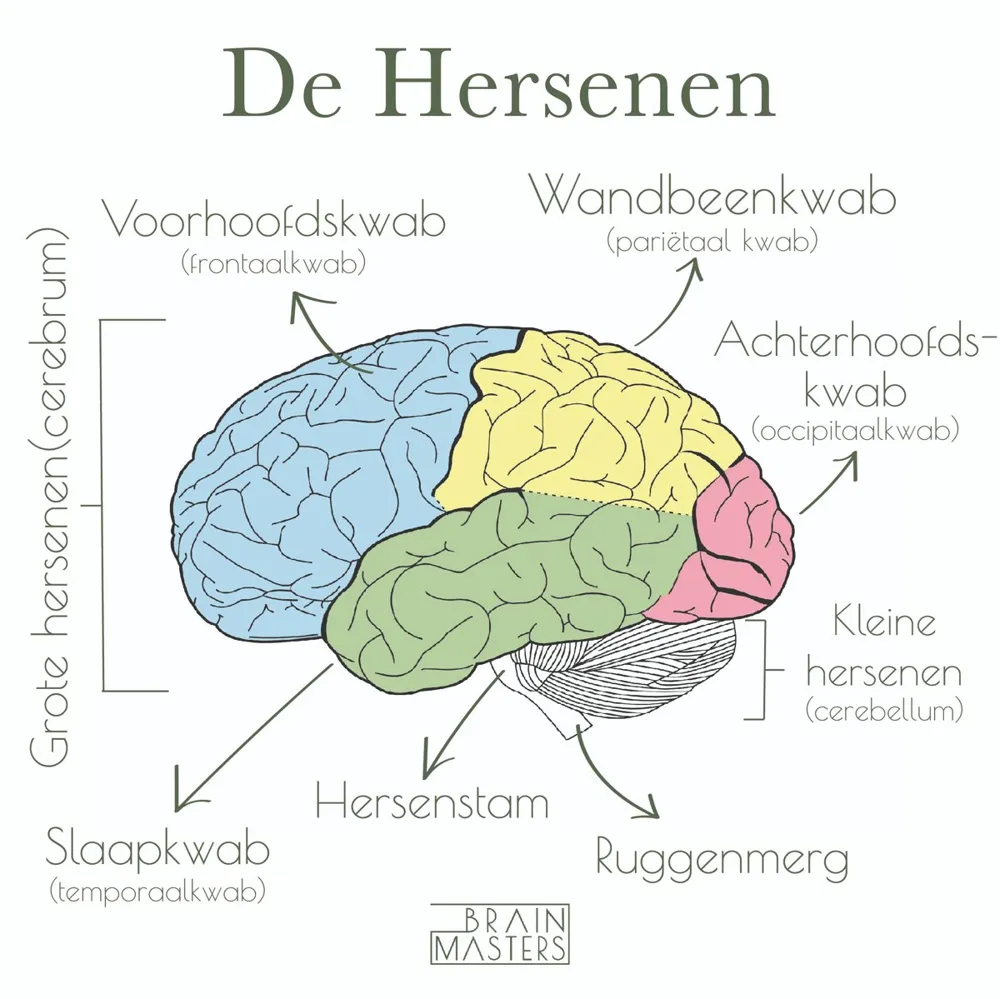 De Hersenen
Voorhoofdskwab
(frontaalkwab)
Wandbeenkwab
(pariëtaal kwab)
Achterhoofds-
kwab
(occipitaalkwab)
Grote hersenen(cerebrum)
Kleine
hersenen
(cerebellum)
Hersenstam
Ruggenmerg
Slaapkwab
(temporaalkwab)
BRAIN
MASTERS